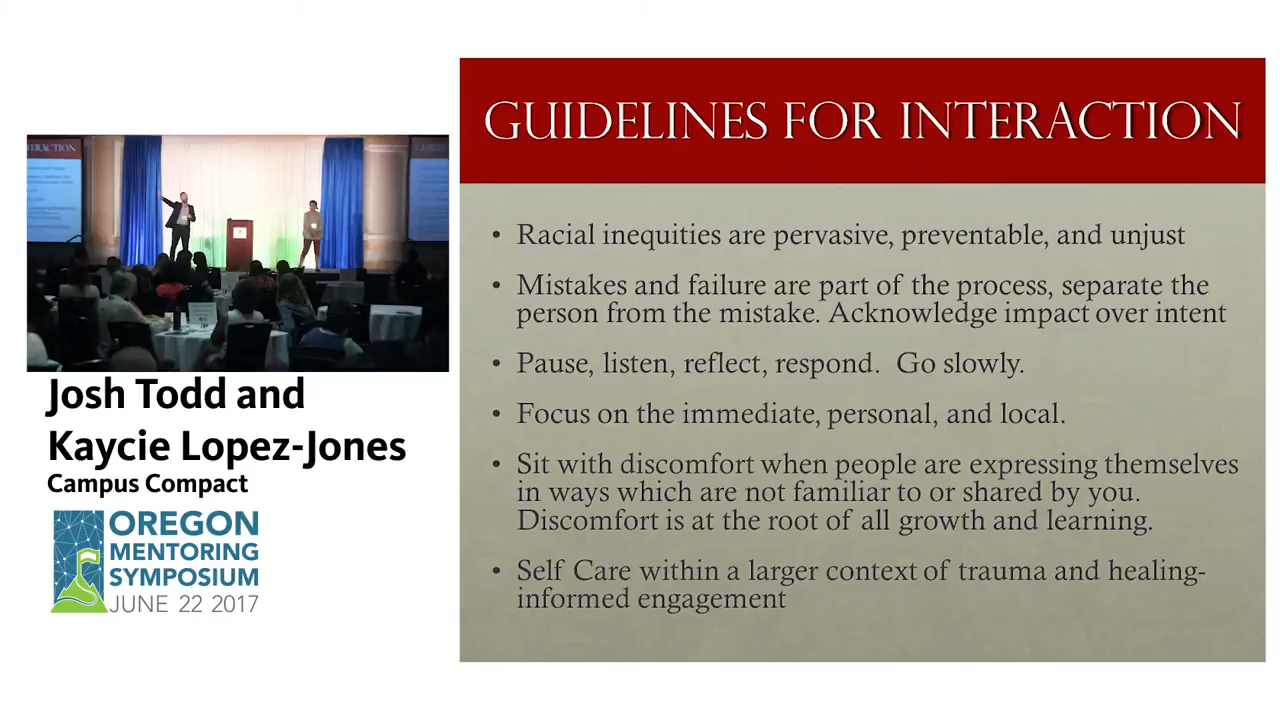 GUIDELINES FOR INTERACTION
• Racial inequities are pervasive, preventable, and unjust
• Mistakes and failure are part of the process, separate the
person from the mistake. Acknowledge impact over intent
• Pause, listen, reflect, respond.  Go slowly.
• Focus on the immediate, personal, and local.
• Sit with discomfort when people are expressing themselves
in ways which are not familiar to or shared by you.
Discomfort is at the root of all growth and learning.
• Self Care within a larger context of trauma and healing-
informed engagement
Josh Todd and
Kaycie Lopez-Jones
Campus Compact
OREGON
MENTORING
SYMPOSIUM
JUNE 22 2017